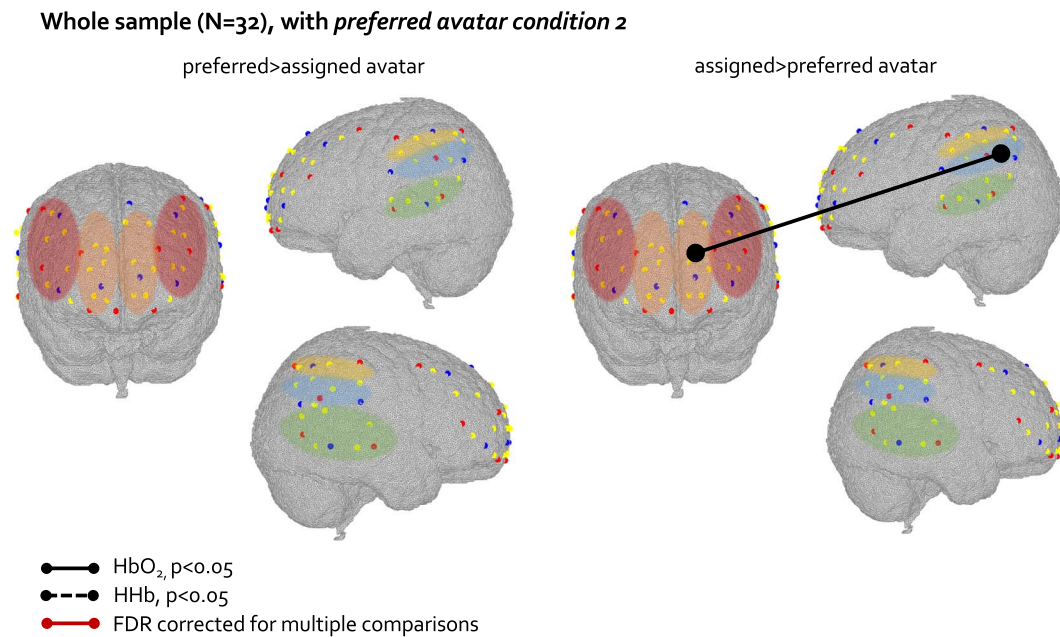 Whole sample (N=32), with preferred avatar condition 2
preferred>assigned avatar
assigned>preferred avatar
HbO₂, p<0.05
HHb, p<0.05
FDR corrected for multiple comparisons